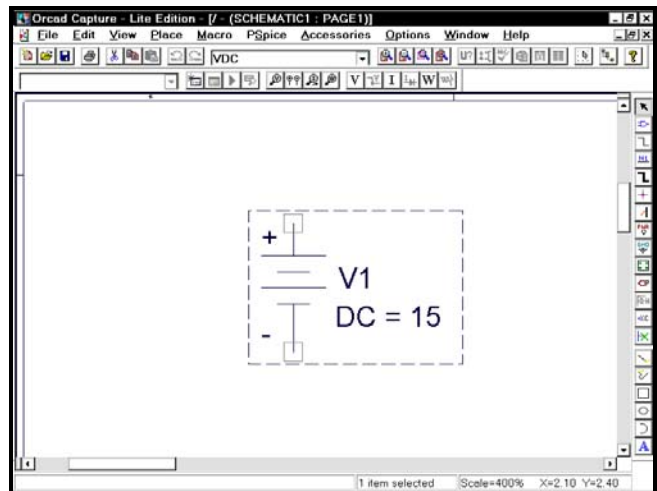 Orcad Capture - Lite Edition - [/ - (SCHEMATIC1 : PAGE1)]
File Edit View Place Macro PSpice Accessories Options Window Help
VDC
U?
V I W
+
V1
DC = 15
-
1 item selected Scale=400% X=2.10 Y=2.40
A